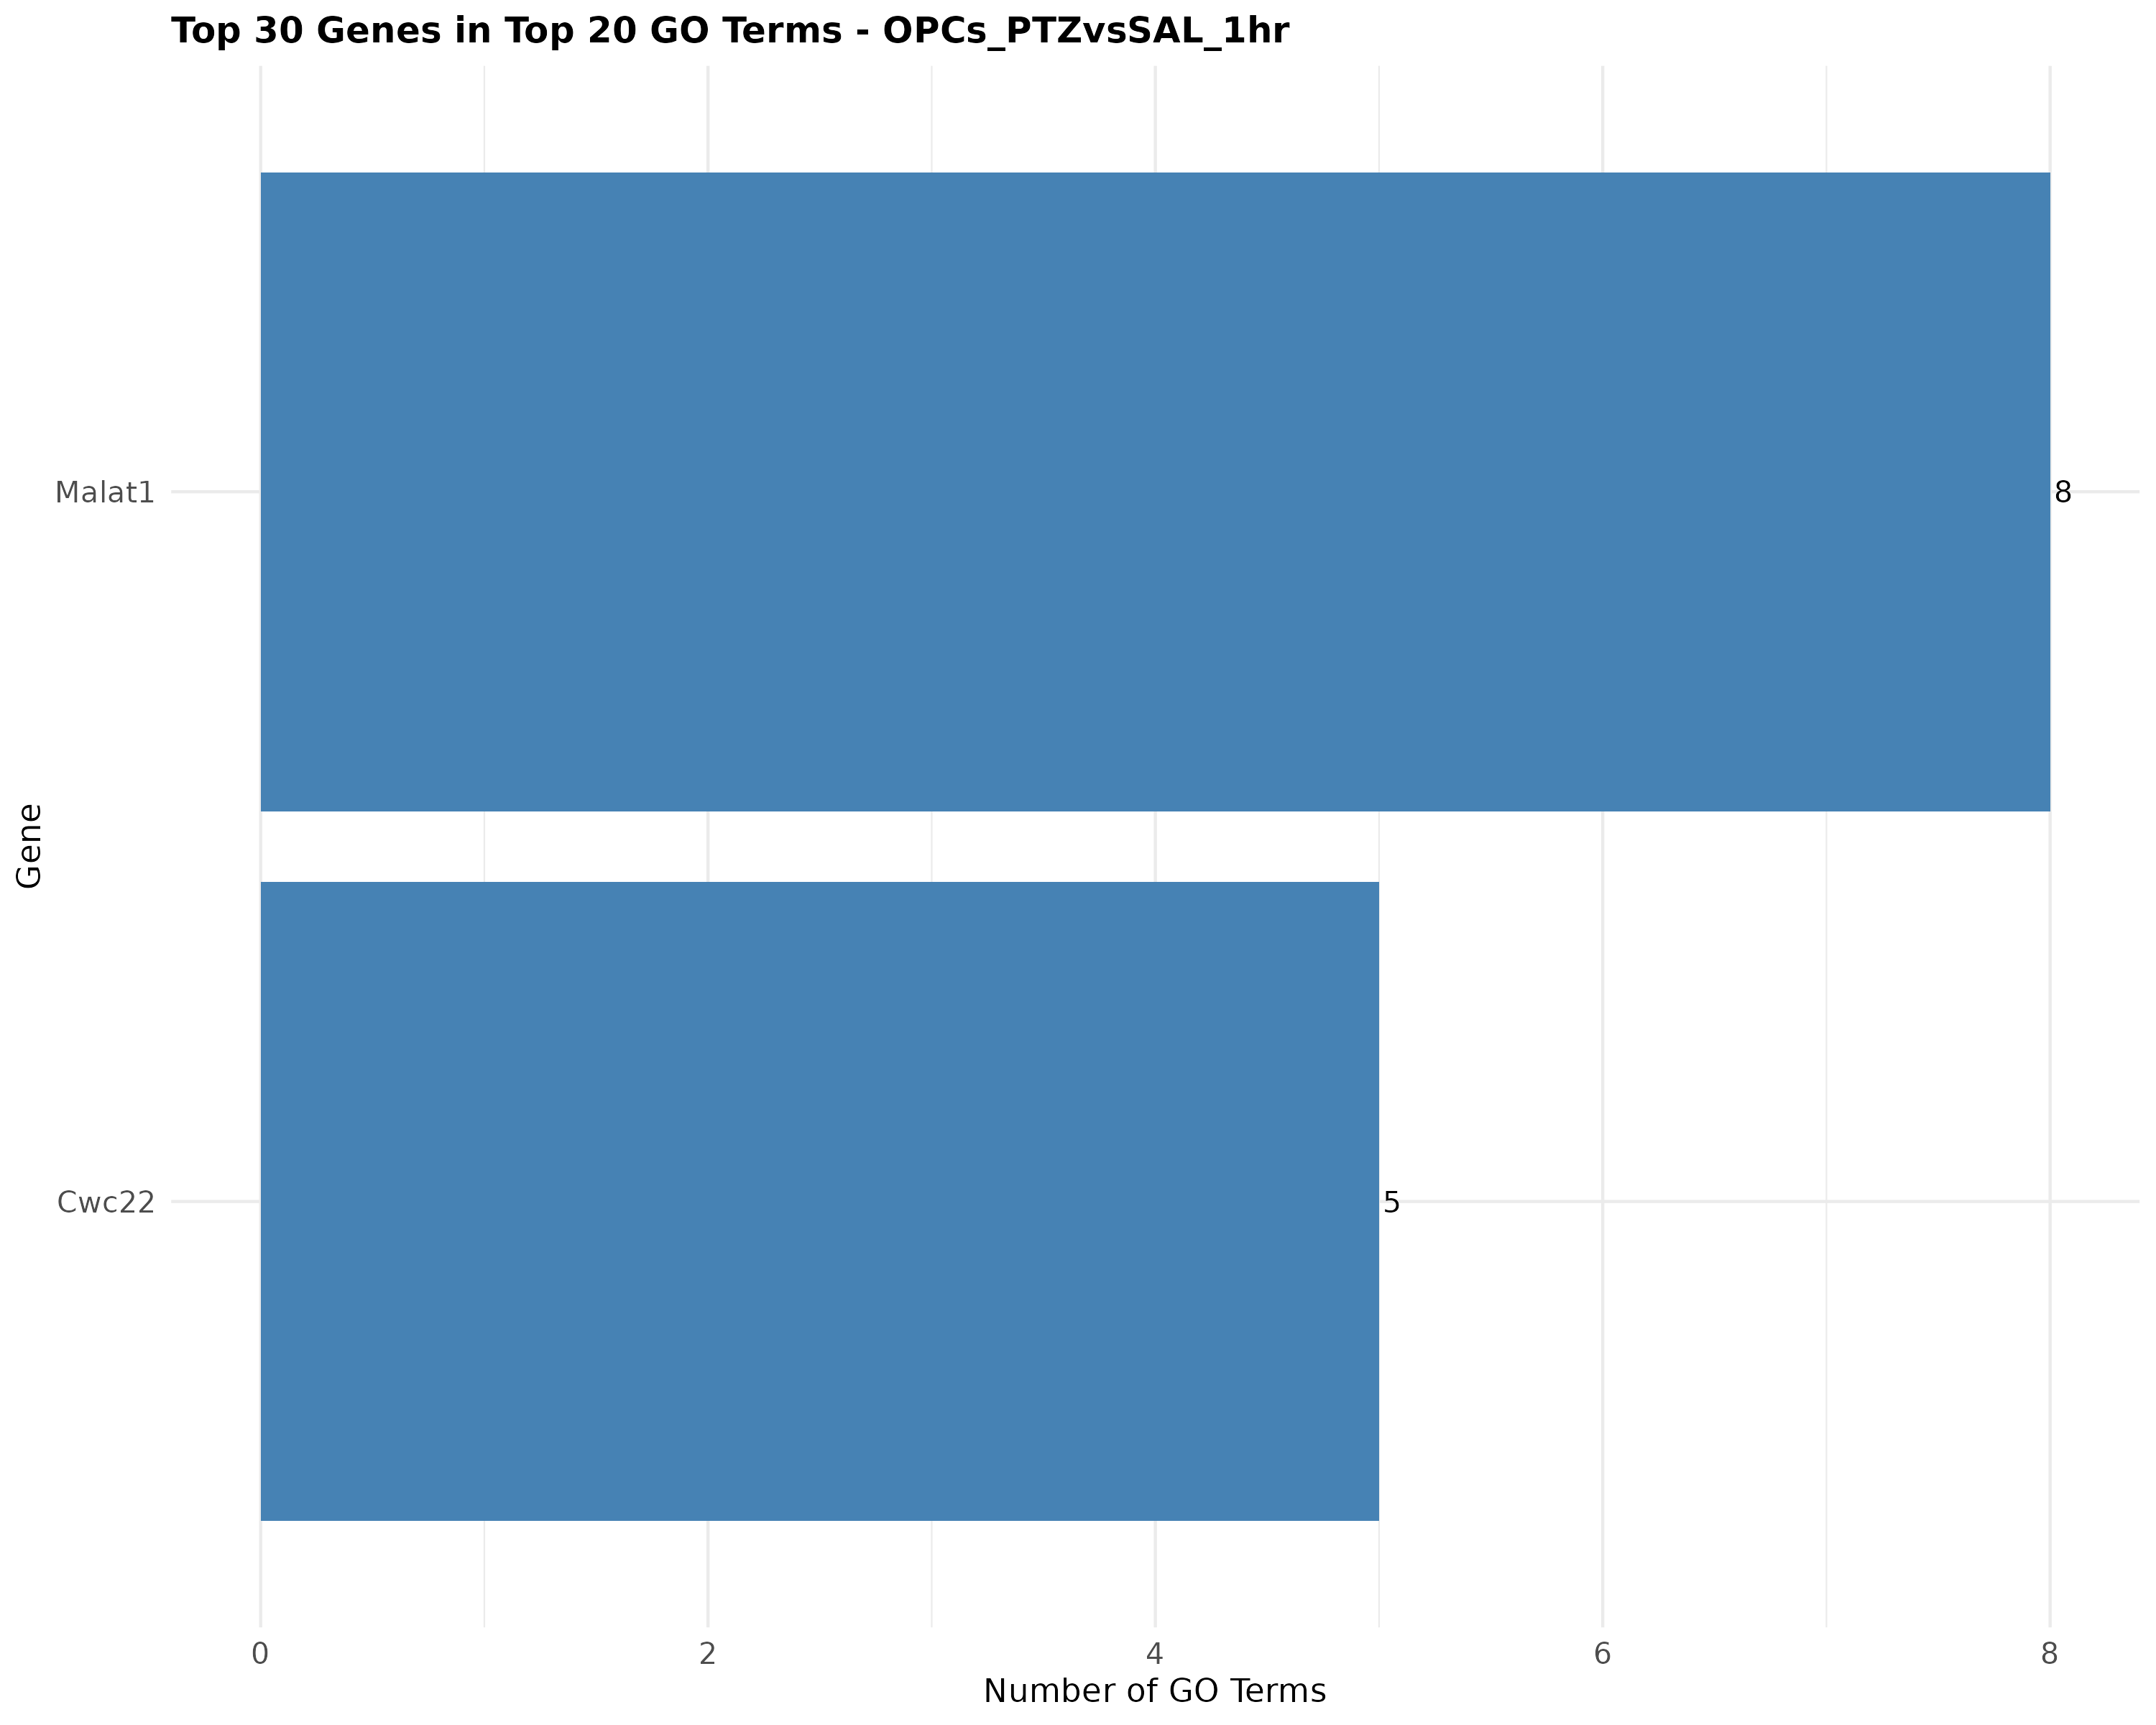 Top 30 Genes in Top 20 GO Terms - OPCs_PTZvsSAL_1hr
Malat1
8
Gene
Cwc22
5
0 2 4 6 8
Number of GO Terms